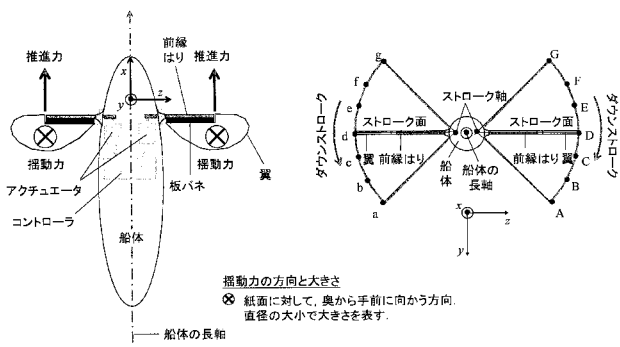 推進力
前縁
はり
推進力
x
y
z
揺動力
揺動力
アクチュエータ
コントローラ
板バネ
翼
船体
船体の長軸
揺動力の方向と大きさ
紙面に対して，奥から手前に向かう方向．
直径の大小で大きさを表す．
g
G
f
F
e
E
d
D
c
C
b
B
a
A
ストローク軸
ストローク面
ストローク面
翼
前縁はり
前縁はり
翼
船体
船体の
長軸
ダウンストローク
ダウンストローク
x
z
y